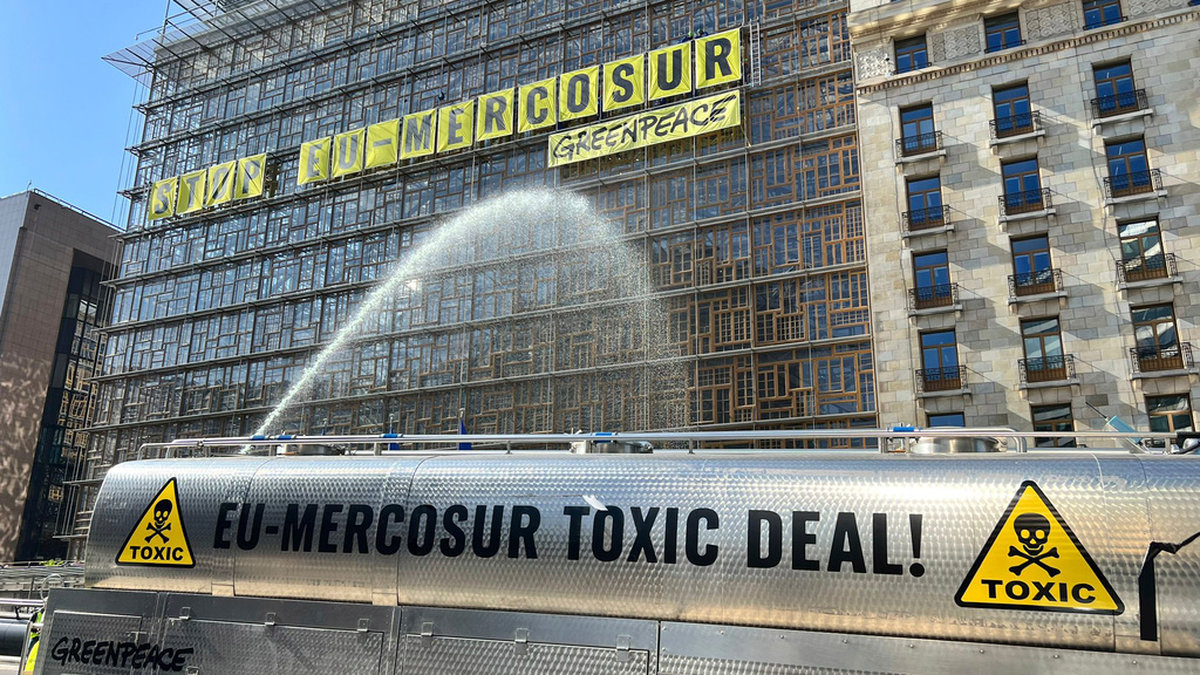 STOP EU-MERCOSUR
GREENPEACE
EU-MERCOSUR TOXIC DEAL!
TOXIC
TOXIC
GREENPEACE